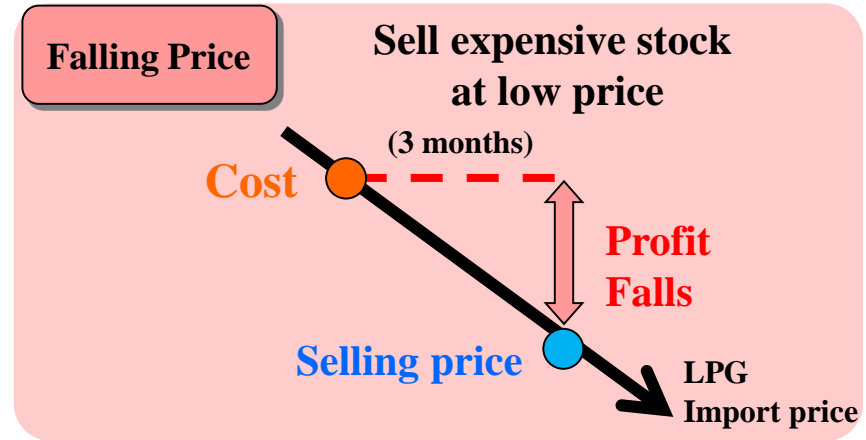 Falling Price
Sell expensive stock
at low price
(3 months)
Cost
Profit
Falls
Selling price
LPG
Import price